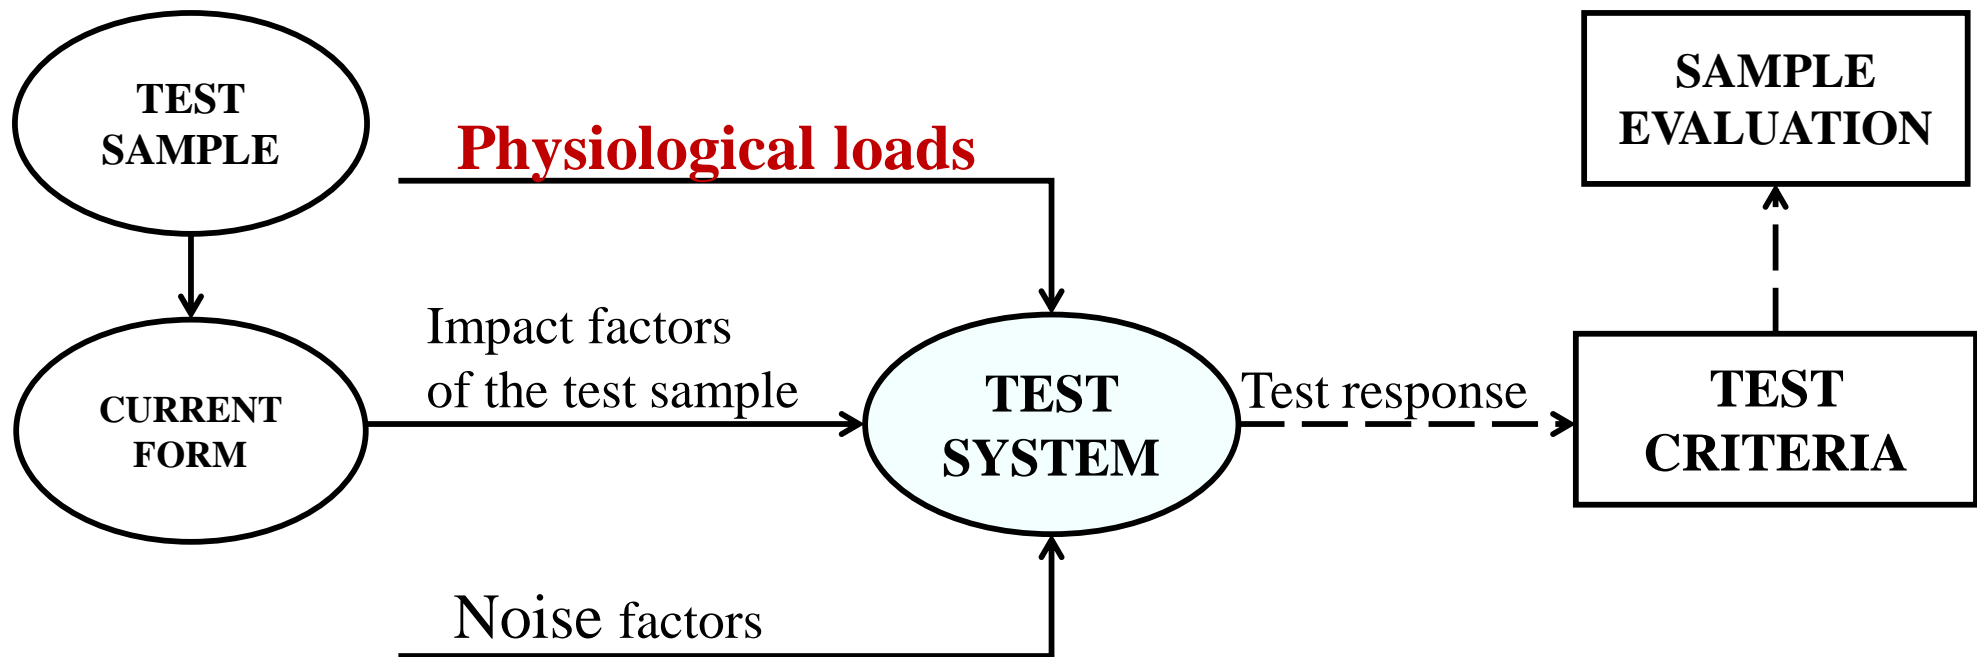 TEST
SAMPLE
Physiological loads
SAMPLE
EVALUATION
CURRENT
FORM
Impact factors
of the test sample
TEST
SYSTEM
Test response
TEST
CRITERIA
Noise factors